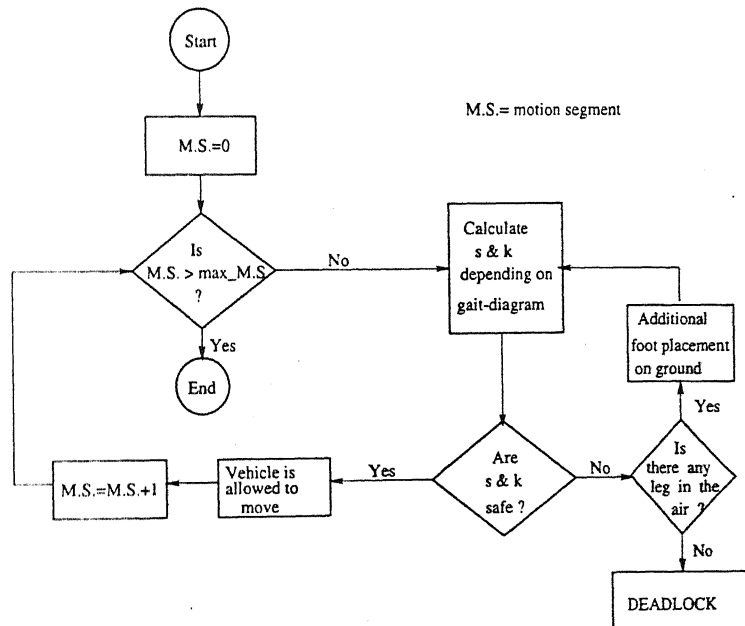 Start
M.S.= motion segment
M.S.=0
Is
M.S. > max_M.S
?
No
Yes
End
Calculate
s & k
depending on
gait-diagram
Additional
foot placement
on ground
Yes
Are
s & k
safe ?
No
Is
there any
leg in the
air ?
Yes
Vehicle is
allowed to
move
M.S.=M.S.+1
No
DEADLOCK